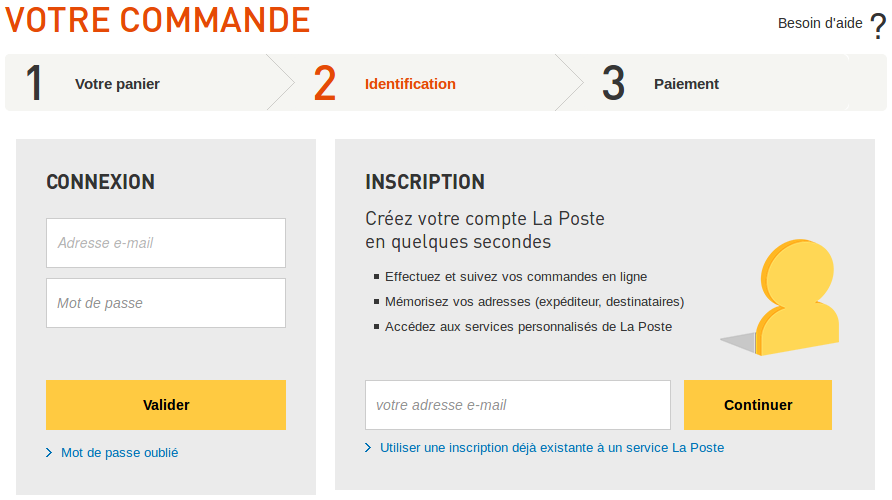 VOTRE COMMANDE
Besoin d'aide ?
1 Votre panier
2 Identification
3 Paiement
CONNEXION
Adresse e-mail
Mot de passe
Valider
Mot de passe oublié
INSCRIPTION
Créez votre compte La Poste
en quelques secondes
Effectuez et suivez vos commandes en ligne
Mémorisez vos adresses (expéditeur, destinataires)
Accédez aux services personnalisés de La Poste
votre adresse e-mail
Continuer
Utiliser une inscription déjà existante à un service La Poste